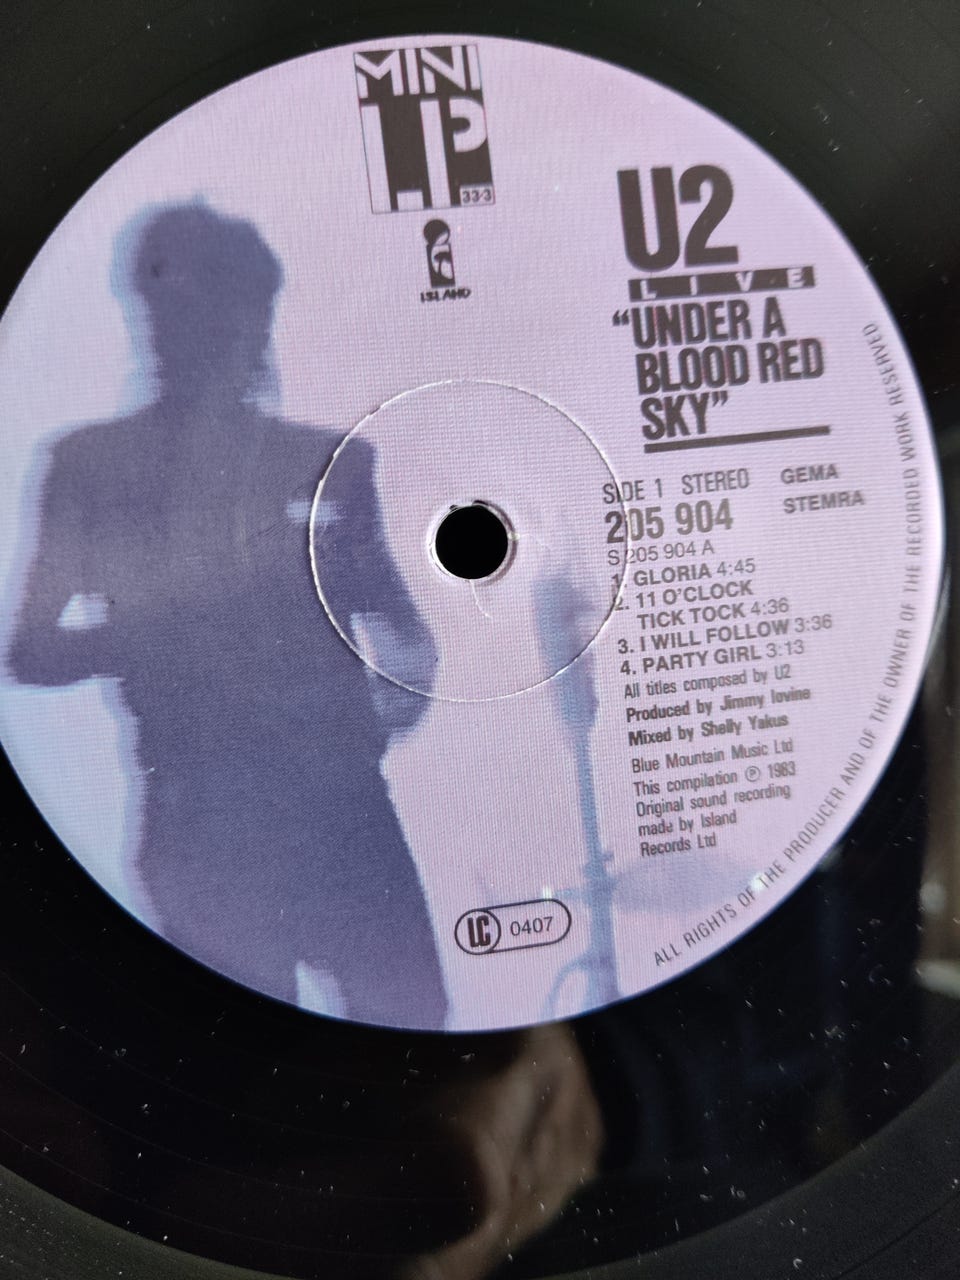 MINI
LP
33⅓
ISLAND
U2
LIVE
“UNDER A
BLOOD RED
SKY”
SIDE 1 STEREO
GEMA
STEMRA
205 904
S 205 904 A
1. GLORIA 4:45
2. 11 O'CLOCK
TICK TOCK 4:36
3. I WILL FOLLOW 3:36
4. PARTY GIRL 3:13
All titles composed by U2
Produced by Jimmy Iovine
Mixed by Shelly Yakus
Blue Mountain Music Ltd
This compilation ℗ 1983
Original sound recording
made by Island
Records Ltd
LC 0407
ALL RIGHTS OF THE PRODUCER AND OF THE OWNER OF THE RECORDED WORK RESERVED